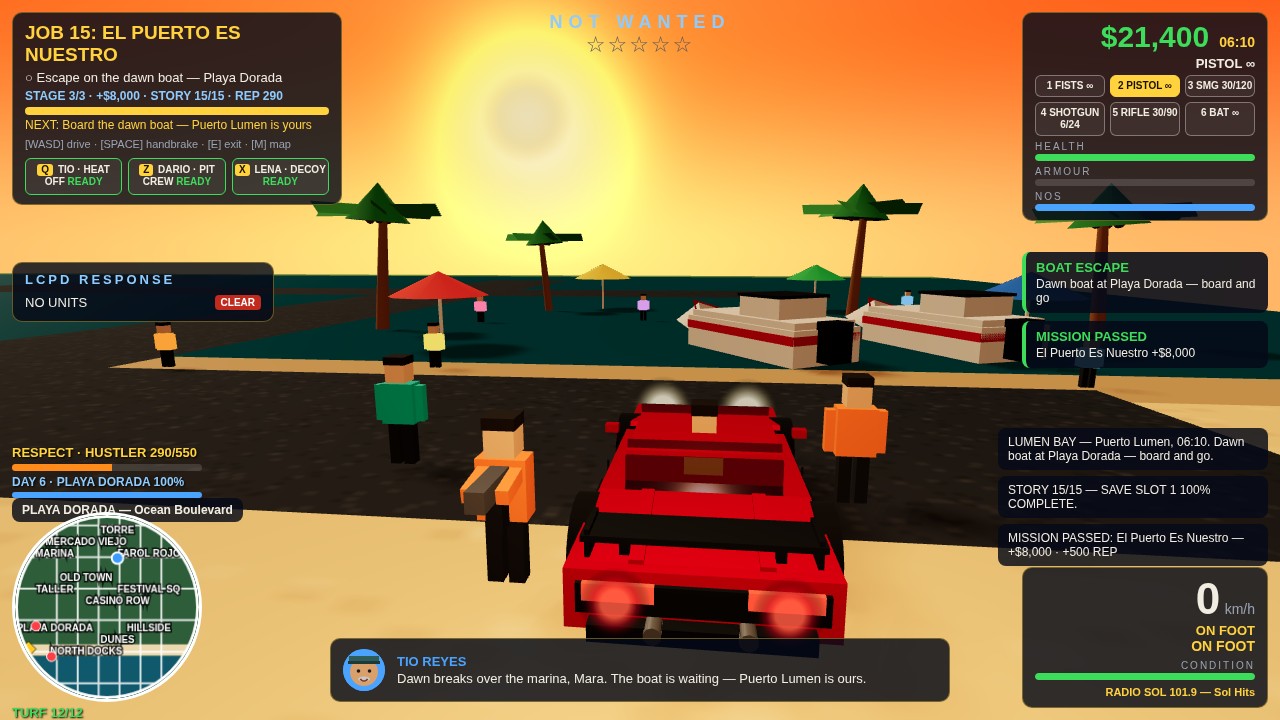 JOB 15: EL PUERTO ES
NUESTRO
○ Escape on the dawn boat — Playa Dorada
STAGE 3/3 · +$8,000 · STORY 15/15 · REP 290
NEXT: Board the dawn boat — Puerto Lumen is yours
[WASD] drive · [SPACE] handbrake · [E] exit · [M] map
Q TIO · HEAT
OFF READY
Z DARIO · PIT
CREW READY
X LENA · DECOY
READY
NOT WANTED
☆☆☆☆☆
$21,400 06:10
PISTOL ∞
1 FISTS ∞
2 PISTOL ∞
3 SMG 30/120
4 SHOTGUN
6/24
5 RIFLE 30/90
6 BAT ∞
HEALTH
ARMOUR
NOS
LCPD RESPONSE
NO UNITS CLEAR
BOAT ESCAPE
Dawn boat at Playa Dorada — board and
go
MISSION PASSED
El Puerto Es Nuestro +$8,000
RESPECT · HUSTLER 290/550
DAY 6 · PLAYA DORADA 100%
PLAYA DORADA — Ocean Boulevard
TORRE
MERCADO VIEJO
MARINA
FAROL ROJO
OLD TOWN
TALLER
FESTIVAL SQ
CASINO ROW
PLAYA DORADA
HILLSIDE
DUNES
NORTH DOCKS
TURF 12/12
LUMEN BAY — Puerto Lumen, 06:10. Dawn
boat at Playa Dorada — board and go.
STORY 15/15 — SAVE SLOT 1 100%
COMPLETE.
MISSION PASSED: El Puerto Es Nuestro —
+$8,000 · +500 REP
TIO REYES
Dawn breaks over the marina, Mara. The boat is waiting — Puerto Lumen is ours.
0 km/h
ON FOOT
ON FOOT
CONDITION
RADIO SOL 101.9 — Sol Hits